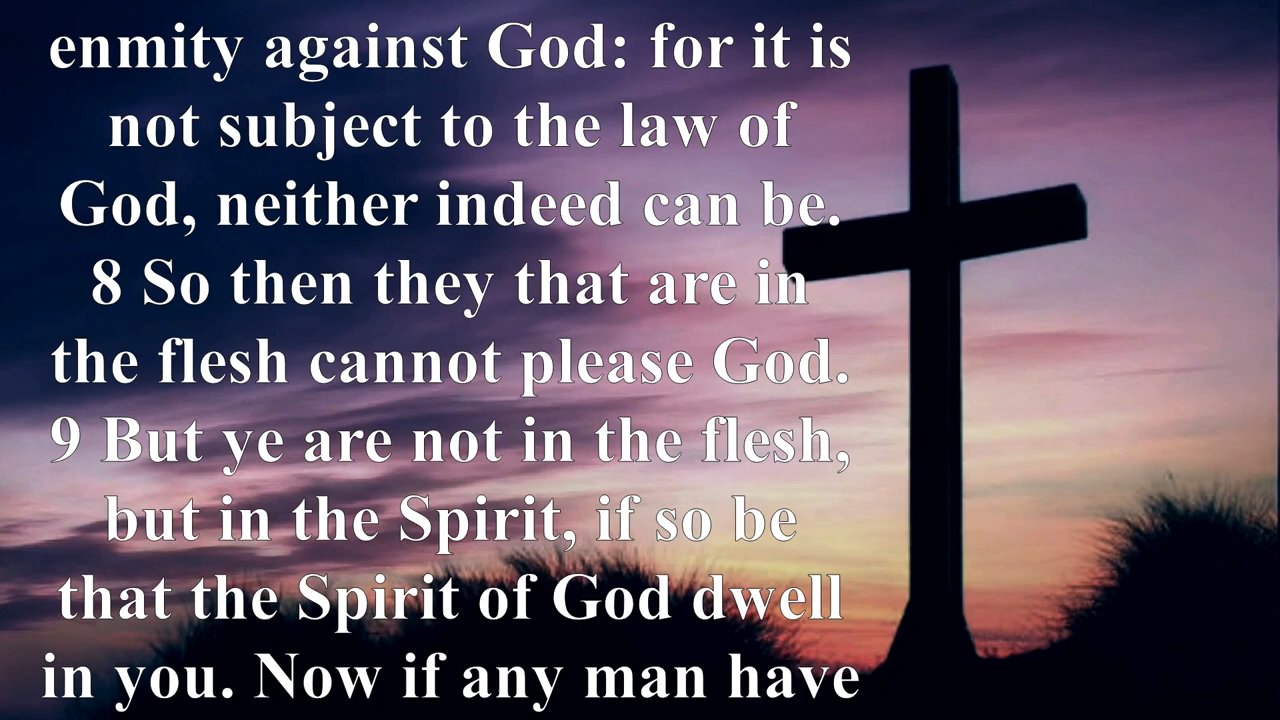 enmity against God: for it is
not subject to the law of
God, neither indeed can be.
8 So then they that are in
the flesh cannot please God.
9 But ye are not in the flesh,
but in the Spirit, if so be
that the Spirit of God dwell
in you. Now if any man have